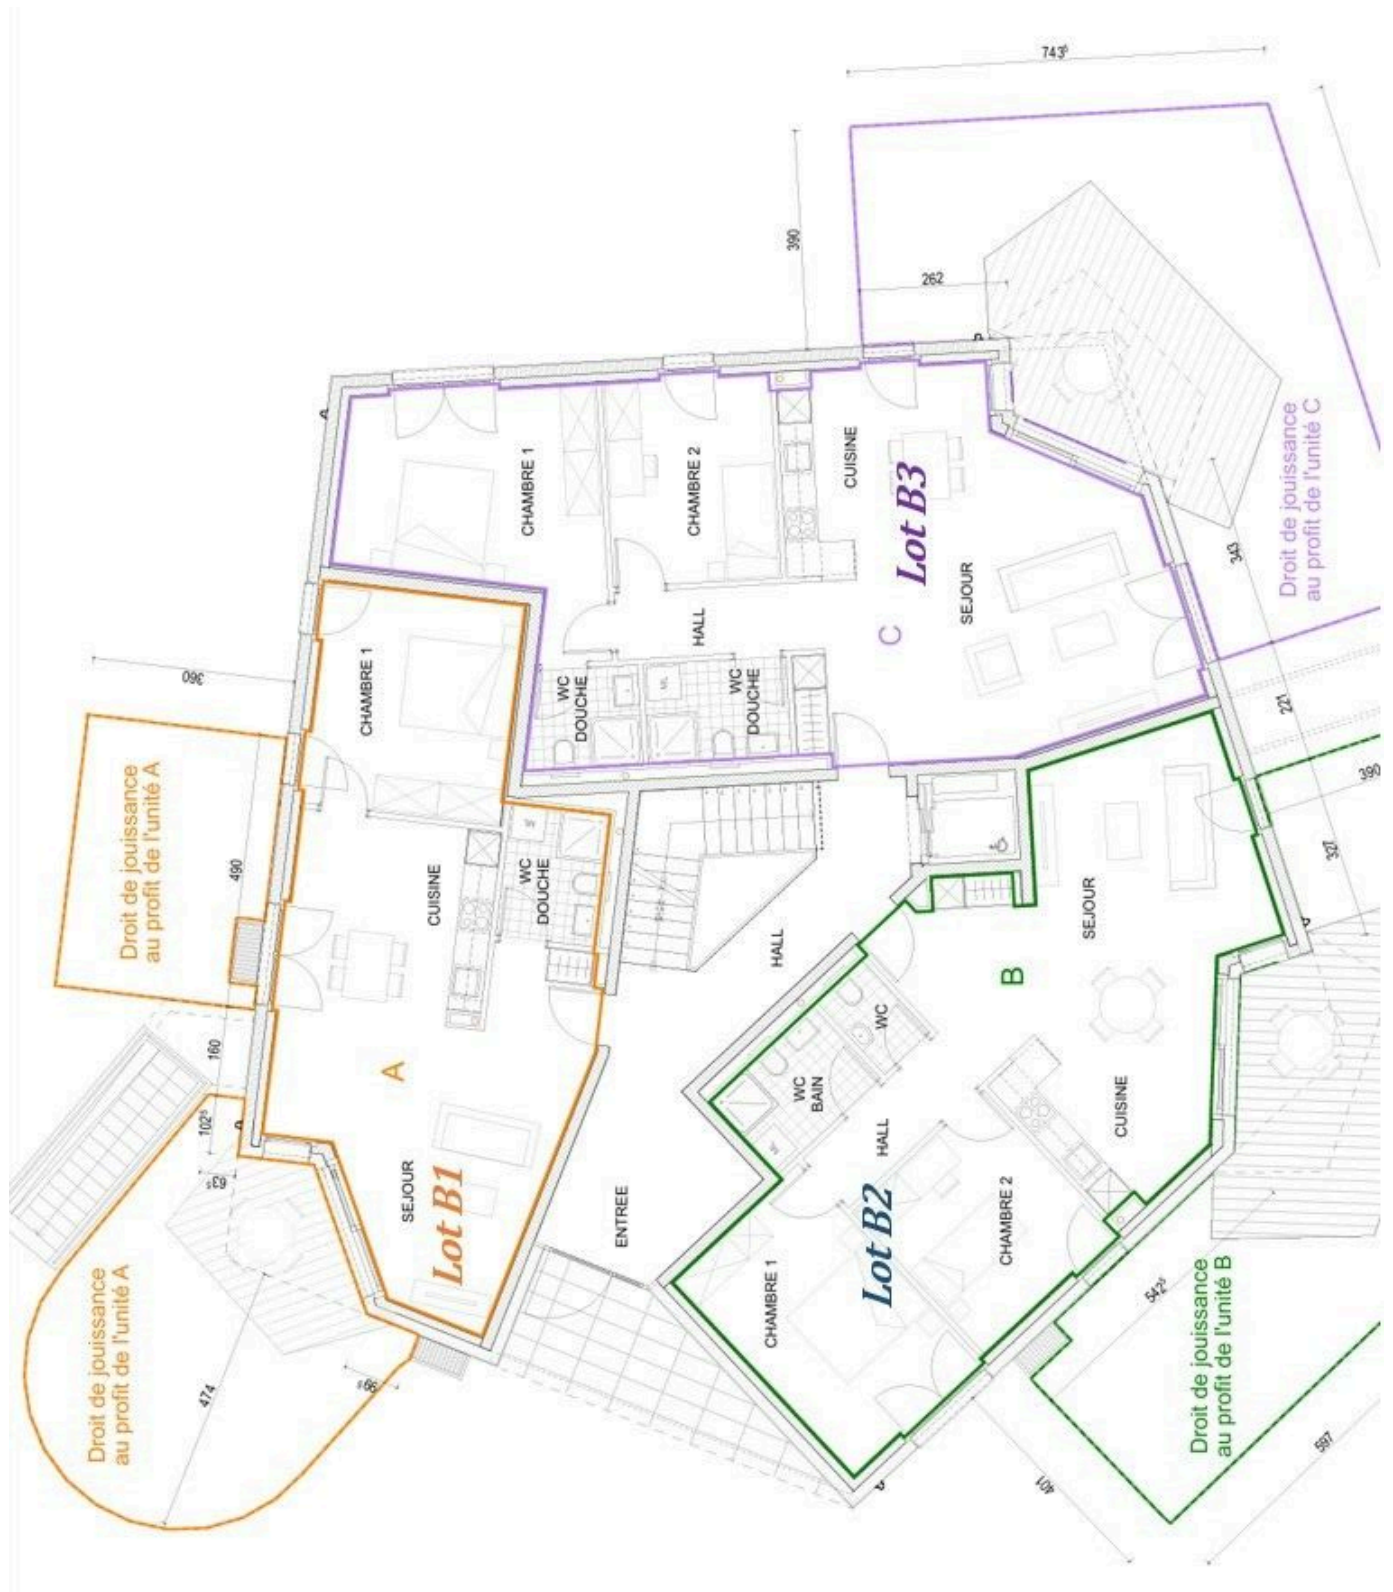 743⁵
390
262
CHAMBRE 1
CHAMBRE 2
CUISINE
Lot B3
SEJOUR
C
HALL
WC
DOUCHE
WC
DOUCHE
343
221
Droit de jouissance
au profit de l'unité C
360
CHAMBRE 1
Droit de jouissance
au profit de l'unité A
490
CUISINE
WC
DOUCHE
ML
ML
A
160
102⁵
63⁵
SEJOUR
Lot B1
Droit de jouissance
au profit de l'unité A
474
99⁵
HALL
ENTREE
390
327
SEJOUR
B
WC
WC
BAIN
ML
HALL
CUISINE
CHAMBRE 2
Lot B2
CHAMBRE 1
542⁵
Droit de jouissance
au profit de l'unité B
401
597